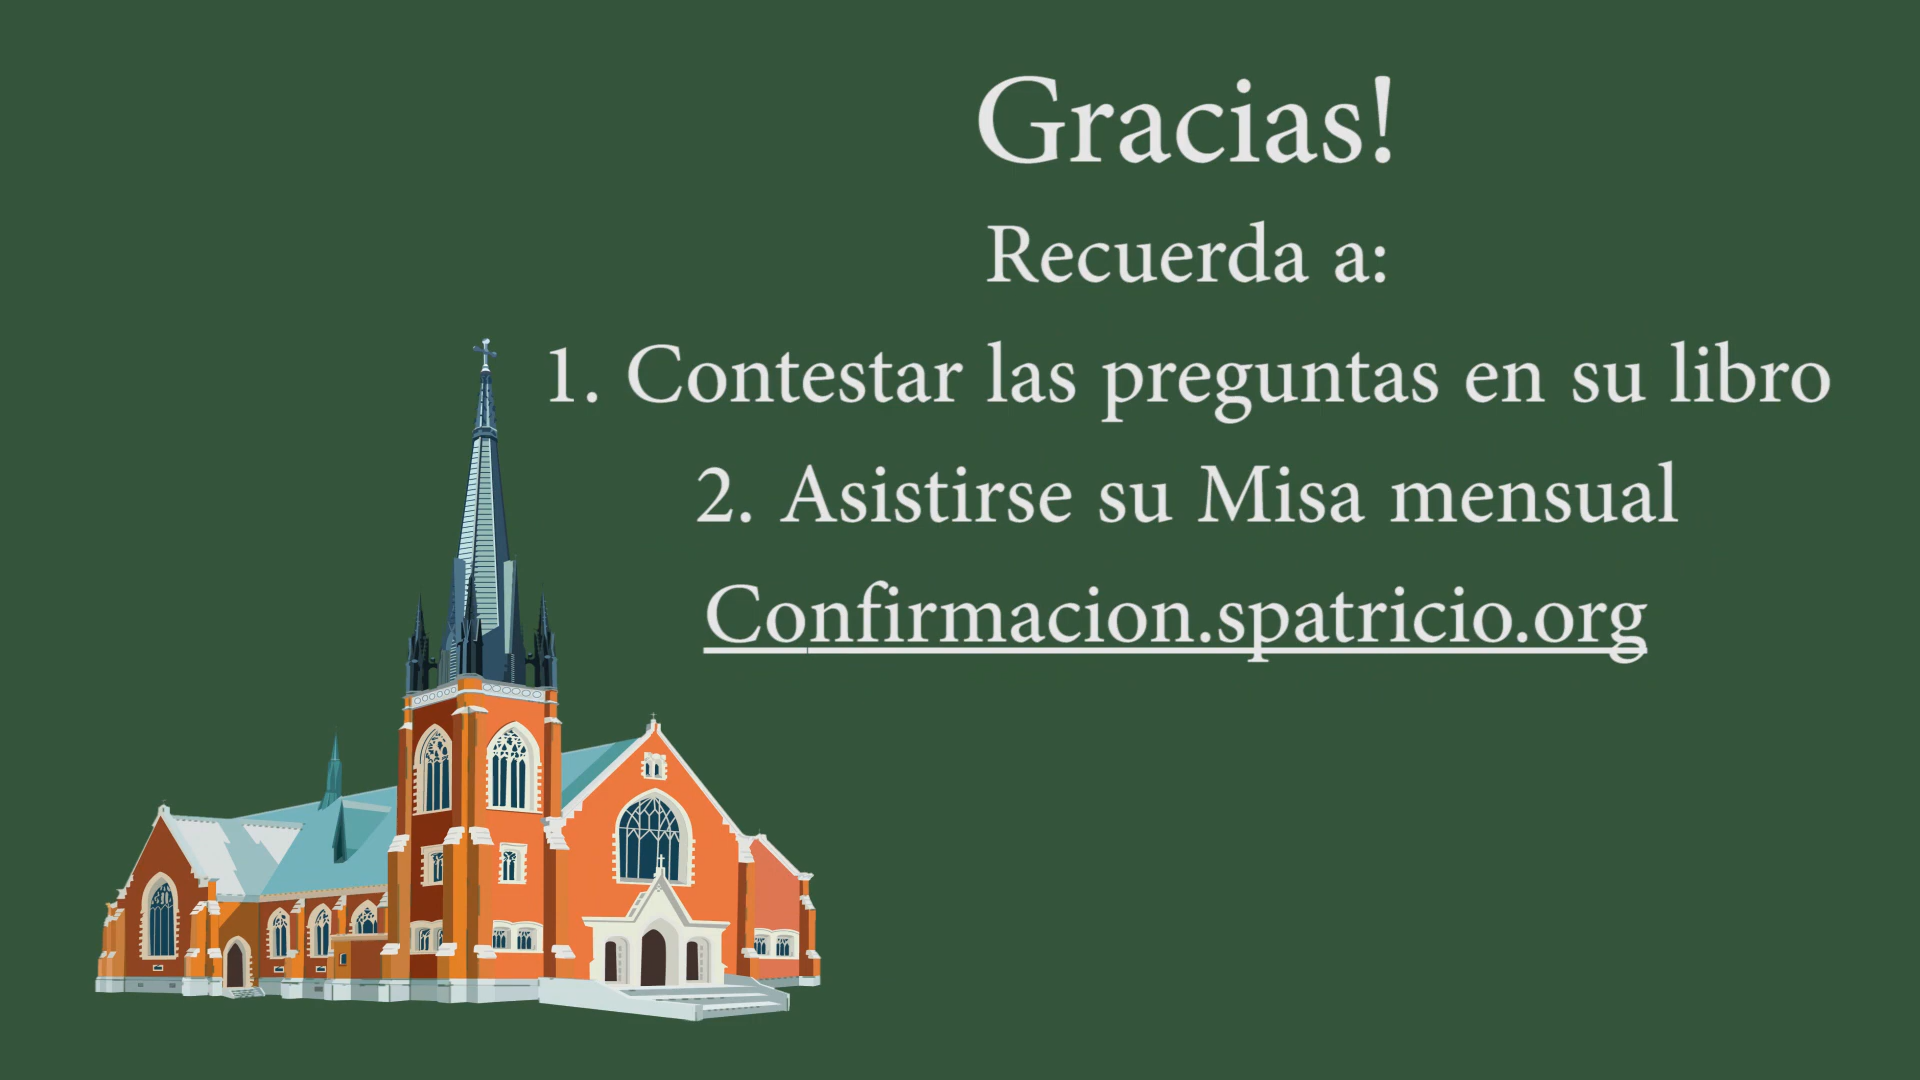 Gracias!
Recuerda a:
1. Contestar las preguntas en su libro
2. Asistirse su Misa mensual
Confirmacion.spatricio.org